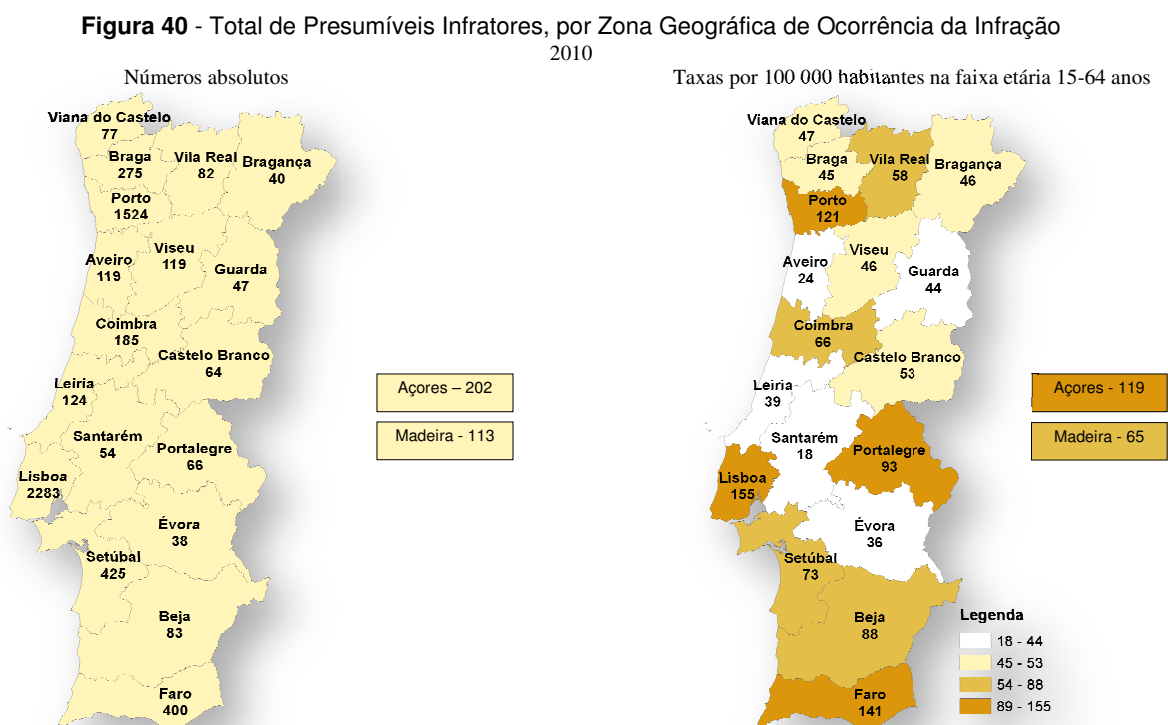 Figura 40 - Total de Presumíveis Infratores, por Zona Geográfica de Ocorrência da Infração
2010
Números absolutos
Viana do Castelo
77
Braga
275
Vila Real
82
Bragança
40
Porto
1524
Aveiro
119
Viseu
119
Guarda
47
Coimbra
185
Castelo Branco
64
Leiria
124
Santarém
54
Portalegre
66
Lisboa
2283
Évora
38
Setúbal
425
Beja
83
Faro
400
Açores – 202
Madeira - 113
Taxas por 100 000 habitantes na faixa etária 15-64 anos
Viana do Castelo
47
Braga
45
Vila Real
58
Bragança
46
Porto
121
Aveiro
24
Viseu
46
Guarda
44
Coimbra
66
Castelo Branco
53
Leiria
39
Santarém
18
Portalegre
93
Lisboa
155
Évora
36
Setúbal
73
Beja
88
Faro
141
Açores - 119
Madeira - 65
Legenda
18 - 44
45 - 53
54 - 88
89 - 155